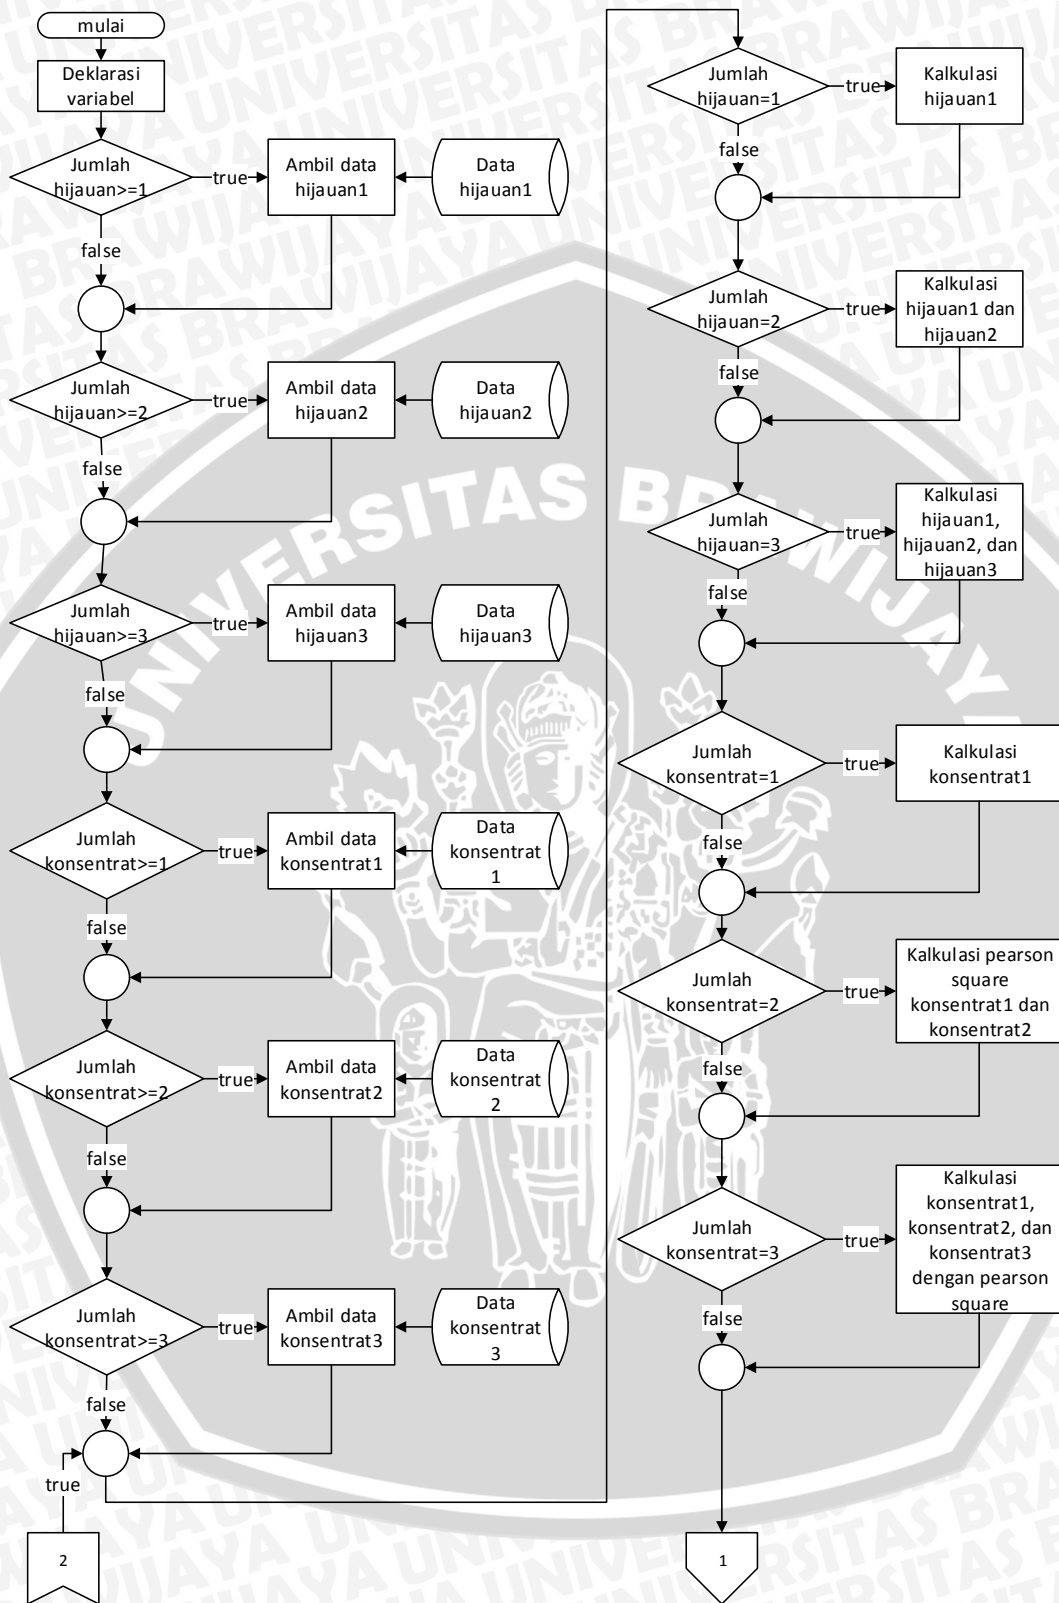 mulai
Deklarasi
variabel
Jumlah
hijauan>=1
true
Ambil data
hijauan1
Data
hijauan1
false
Jumlah
hijauan>=2
true
Ambil data
hijauan2
Data
hijauan2
false
Jumlah
hijauan>=3
true
Ambil data
hijauan3
Data
hijauan3
false
Jumlah
konsentrat>=1
true
Ambil data
konsentrat1
Data
konsentrat
1
false
Jumlah
konsentrat>=2
true
Ambil data
konsentrat2
Data
konsentrat
2
false
Jumlah
konsentrat>=3
true
Ambil data
konsentrat3
Data
konsentrat
3
false
true
2
Jumlah
hijauan=1
true
Kalkulasi
hijauan1
false
Jumlah
hijauan=2
true
Kalkulasi
hijauan1 dan
hijauan2
false
Jumlah
hijauan=3
true
Kalkulasi
hijauan1,
hijauan2, dan
hijauan3
false
Jumlah
konsentrat=1
true
Kalkulasi
konsentrat1
false
Jumlah
konsentrat=2
true
Kalkulasi pearson
square
konsentrat1 dan
konsentrat2
false
Jumlah
konsentrat=3
true
Kalkulasi
konsentrat1,
konsentrat2, dan
konsentrat3
dengan pearson
square
false
1
UNIVERSITAS BRAWIJAYA